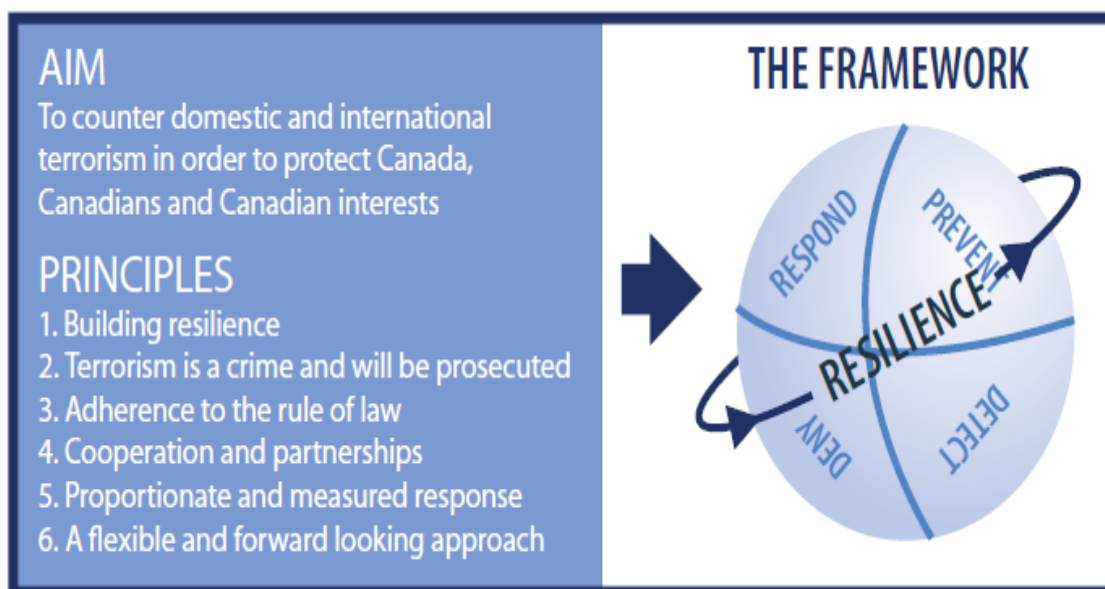 AIM
To counter domestic and international
terrorism in order to protect Canada,
Canadians and Canadian interests
PRINCIPLES
1. Building resilience
2. Terrorism is a crime and will be prosecuted
3. Adherence to the rule of law
4. Cooperation and partnerships
5. Proportionate and measured response
6. A flexible and forward looking approach
THE FRAMEWORK
RESPOND
PREVENT
RESILIENCE
DENY
DETECT